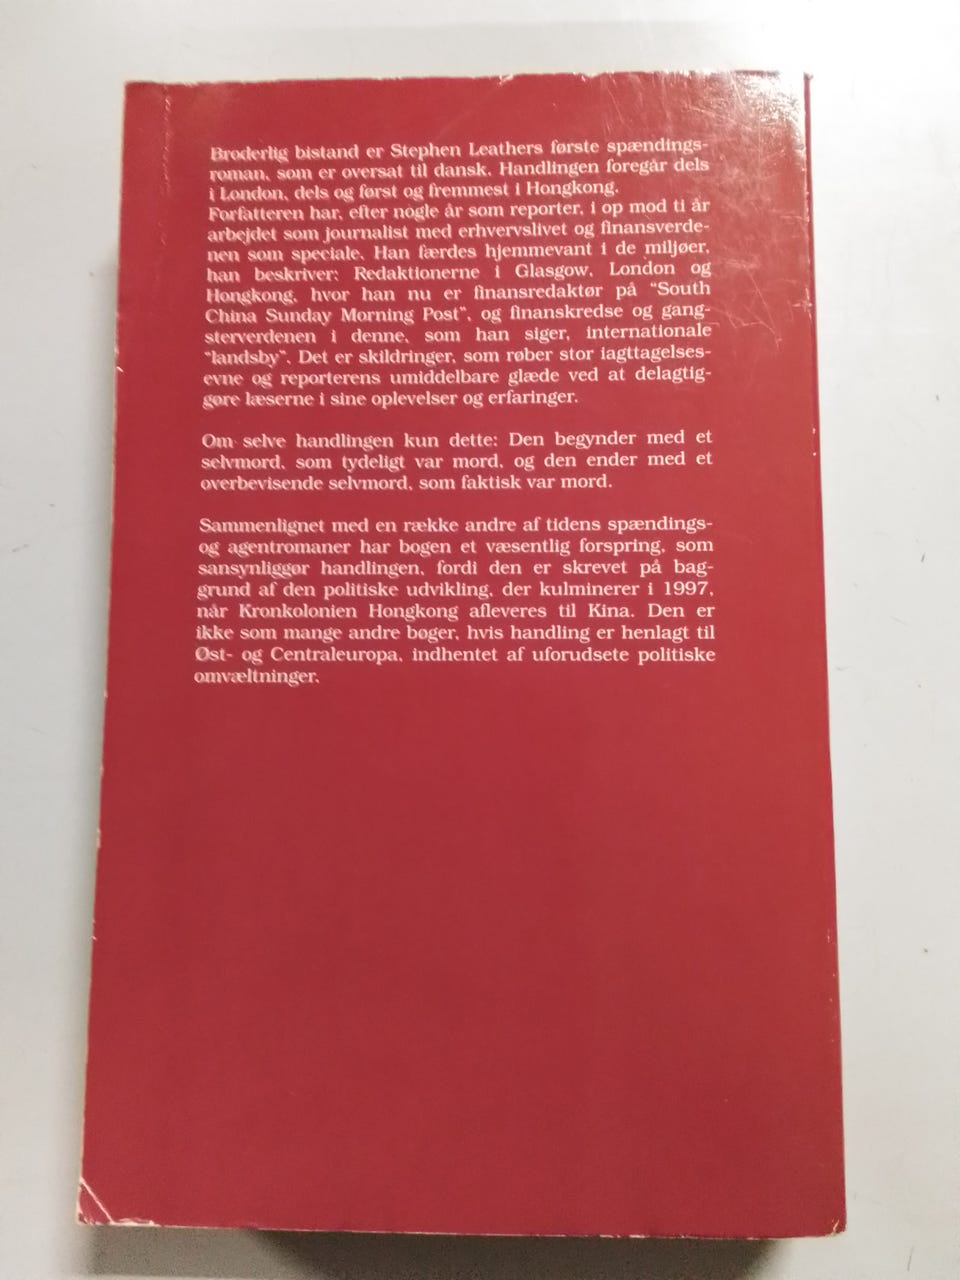 Broderlig bistand er Stephen Leathers første spændings-
roman, som er oversat til dansk. Handlingen foregår dels
i London, dels og først og fremmest i Hongkong.
Forfatteren har, efter nogle år som reporter, i op mod ti år
arbejdet som journalist med erhvervslivet og finansverde-
nen som speciale. Han færdes hjemmevant i de miljøer,
han beskriver: Redaktionerne i Glasgow, London og
Hongkong, hvor han nu er finansredaktør på "South
China Sunday Morning Post", og finanskredse og gang-
sterverdenen i denne, som han siger, internationale
"landsby". Det er skildringer, som røber stor iagttagelses-
evne og reporterens umiddelbare glæde ved at delagtig-
gøre læserne i sine oplevelser og erfaringer.
Om selve handlingen kun dette: Den begynder med et
selvmord, som tydeligt var mord, og den ender med et
overbevisende selvmord, som faktisk var mord.
Sammenlignet med en række andre af tidens spændings-
og agentromaner har bogen et væsentlig forspring, som
sansynliggør handlingen, fordi den er skrevet på bag-
grund af den politiske udvikling, der kulminerer i 1997,
når Kronkolonien Hongkong afleveres til Kina. Den er
ikke som mange andre bøger, hvis handling er henlagt til
Øst- og Centraleuropa, indhentet af uforudsete politiske
omvæltninger.